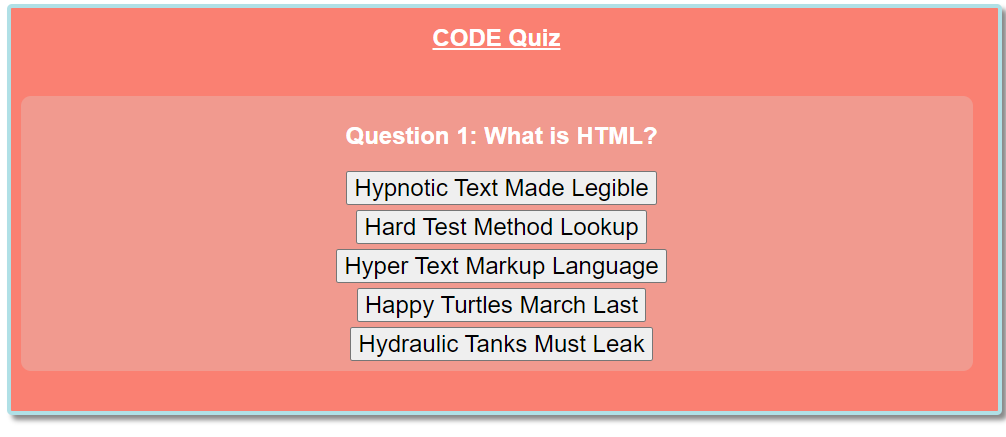 CODE Quiz
Question 1: What is HTML?
Hypnotic Text Made Legible
Hard Test Method Lookup
Hyper Text Markup Language
Happy Turtles March Last
Hydraulic Tanks Must Leak